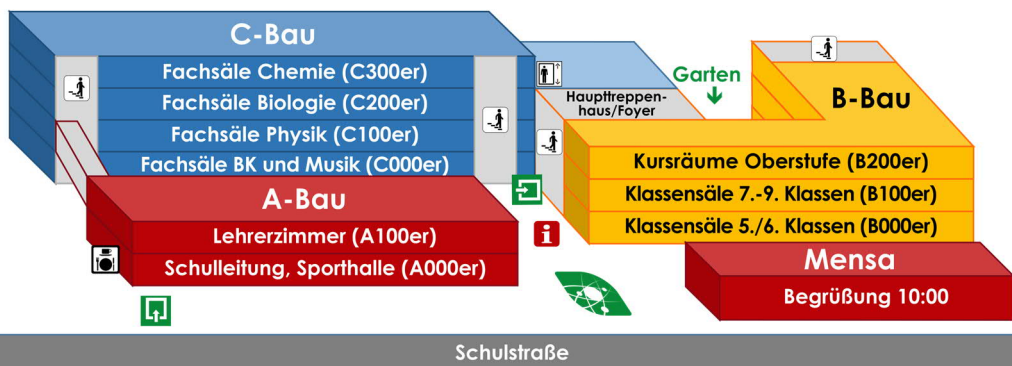 C-Bau
Fachsäle Chemie (C300er)
Fachsäle Biologie (C200er)
Fachsäle Physik (C100er)
Fachsäle BK und Musik (C000er)
Haupttreppen-
haus/Foyer
Garten
B-Bau
Kursräume Oberstufe (B200er)
Klassensäle 7.-9. Klassen (B100er)
Klassensäle 5./6. Klassen (B000er)
A-Bau
Lehrerzimmer (A100er)
Schulleitung, Sporthalle (A000er)
i
Mensa
Begrüßung 10:00
Schulstraße